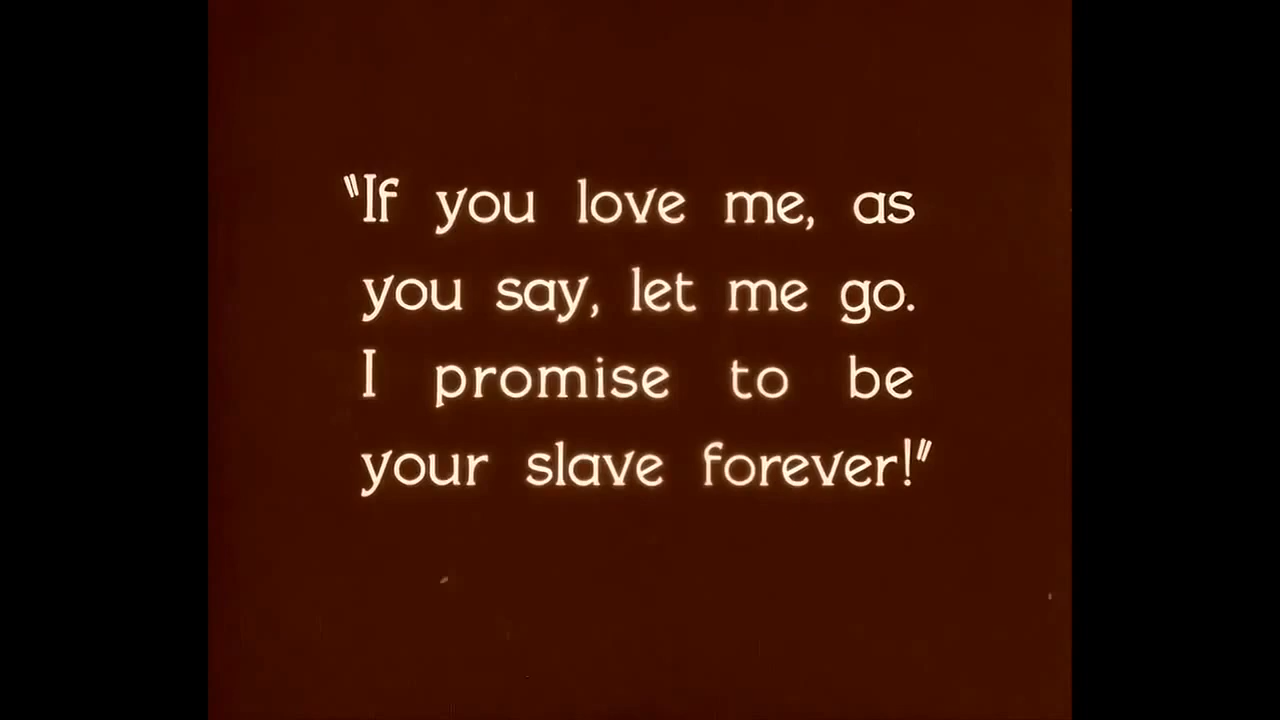 "If you love me, as
you say, let me go.
I promise to be
your slave forever!"